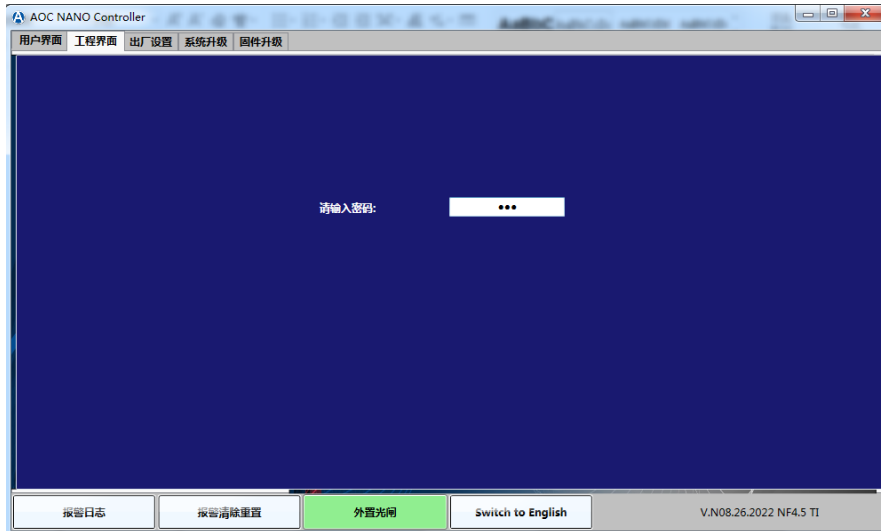 AOC NANO Controller
用户界面 工程界面 出厂设置 系统升级 固件升级
请输入密码: •••
报警日志 报警清除重置 外置光闸 Switch to English V.N08.26.2022 NF4.5 TI